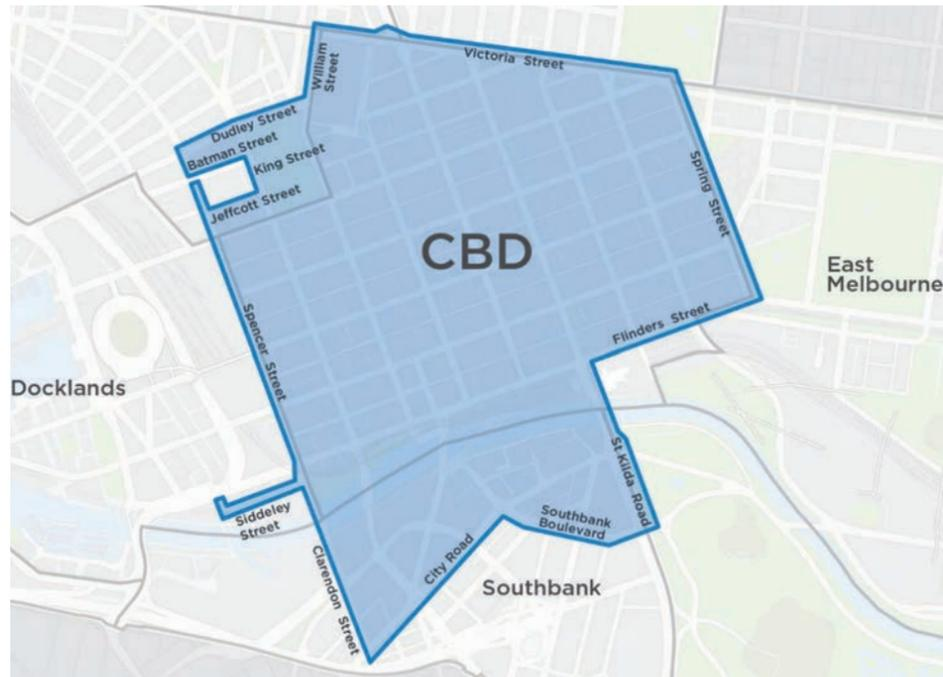 William
Street
Victoria Street
Dudley Street
Batman Street
King Street
Jeffcott Street
Spring Street
CBD
East
Melbourne
Spencer Street
Flinders Street
Docklands
St Kilda Road
Siddeley
Street
Southbank
Boulevard
City Road
Clarendon Street
Southbank